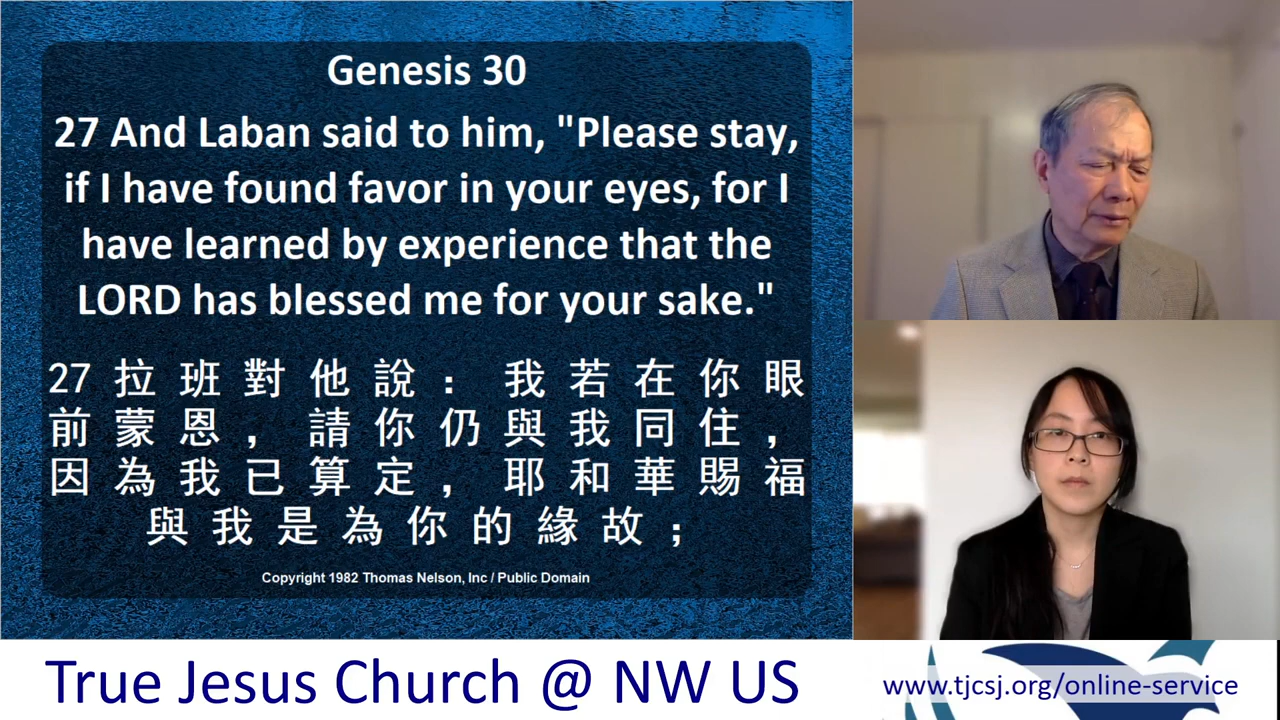 Genesis 30
27 And Laban said to him, "Please stay,
if I have found favor in your eyes, for I
have learned by experience that the
LORD has blessed me for your sake."
27 拉 班 對 他 說 ： 我 若 在 你 眼
前 蒙 恩 ， 請 你 仍 與 我 同 住 ，
因 為 我 已 算 定 ， 耶 和 華 賜 福
與 我 是 為 你 的 緣 故 ；
Copyright 1982 Thomas Nelson, Inc / Public Domain
True Jesus Church @ NW US
www.tjcsj.org/online-service